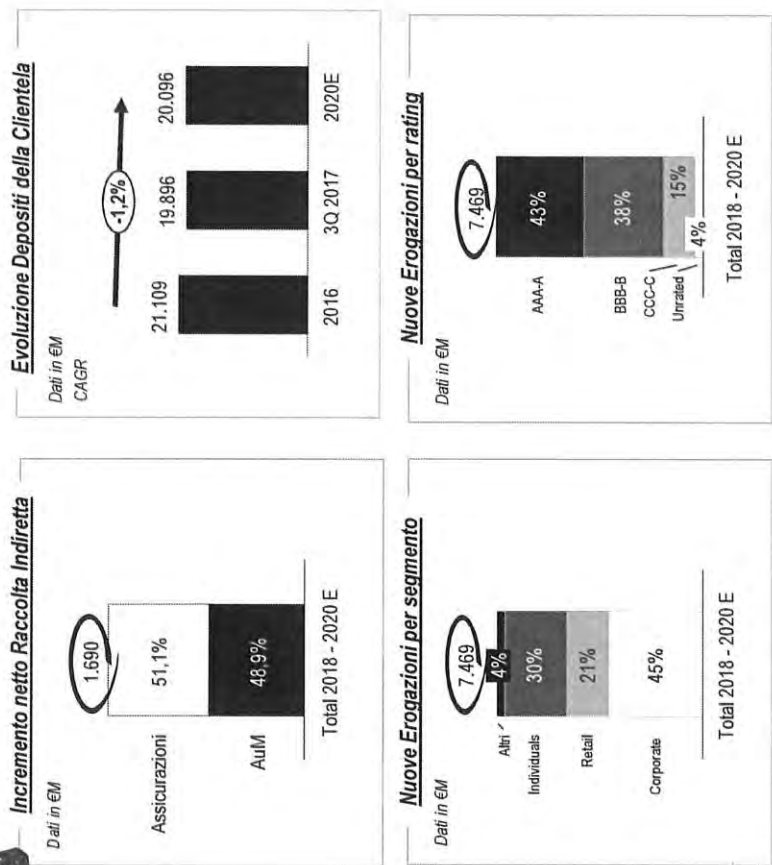 Incremento netto Raccolta Indiretta
Dati in €M
1.690
Assicurazioni
51,1%
AuM
48,9%
Total 2018 - 2020 E
Evoluzione Depositi della Clientela
Dati in €M
CAGR
-1,2%
21.109
19.896
20.096
2016
3Q 2017
2020E
Nuove Erogazioni per segmento
Dati in €M
7.469
Altri
4%
Individuals
30%
Retail
21%
Corporate
45%
Total 2018 - 2020 E
Nuove Erogazioni per rating
Dati in €M
7.469
AAA-A
43%
BBB-B
38%
CCC-C
15%
Unrated
4%
Total 2018 - 2020 E